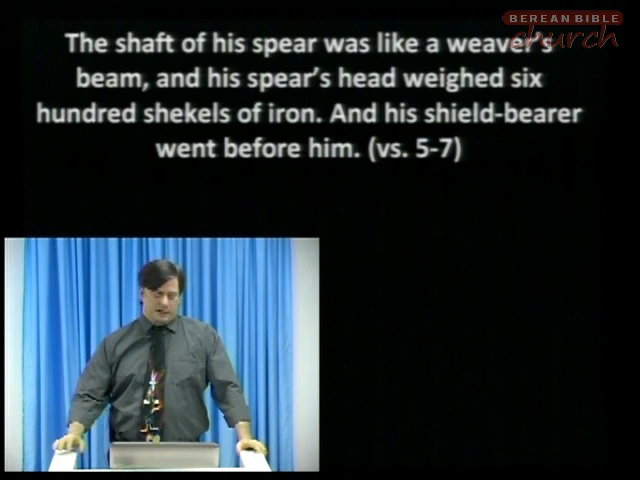 BEREAN BIBLE
church
The shaft of his spear was like a weaver's
beam, and his spear's head weighed six
hundred shekels of iron. And his shield-bearer
went before him. (vs. 5-7)